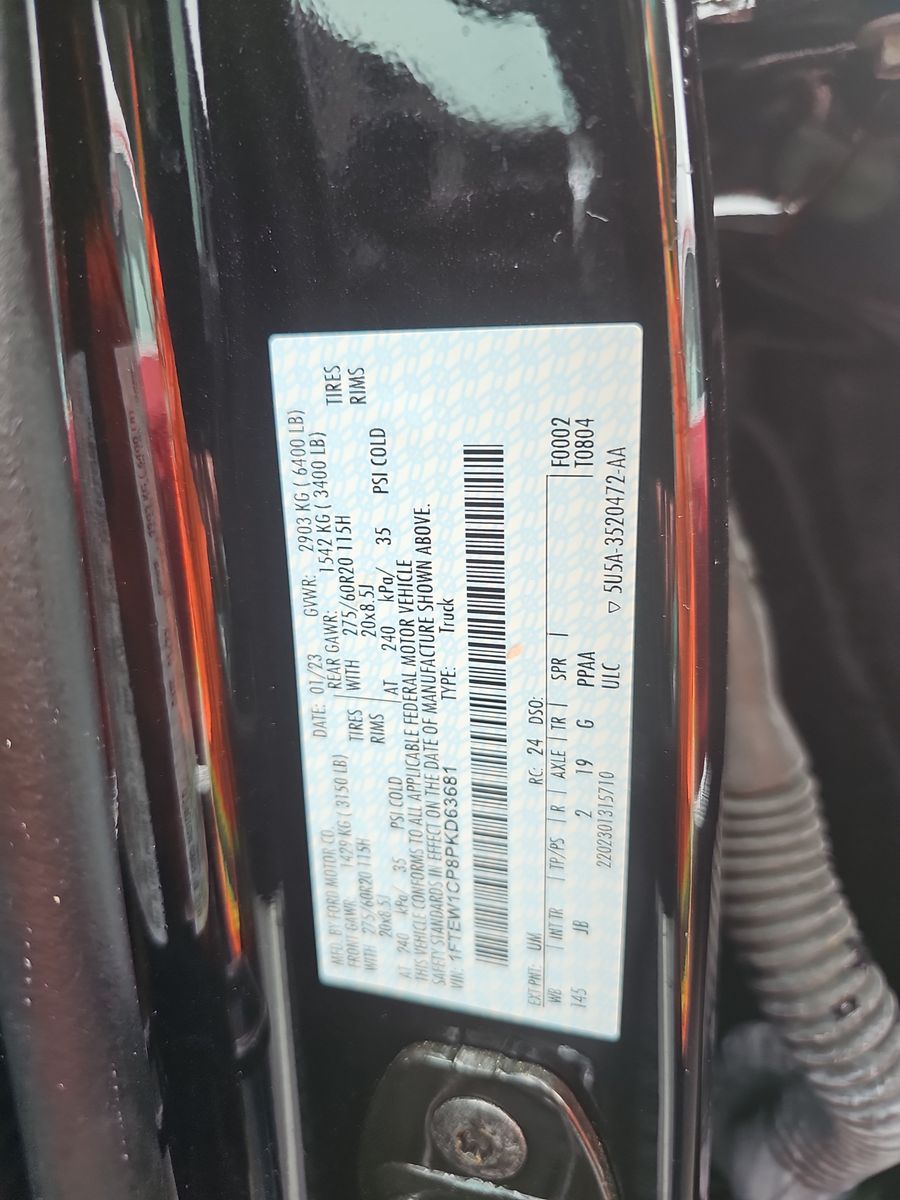 MFD. BY FORD MOTOR CO. DATE: 01/23 GVWR: 2903 KG ( 6400 LB)
FRONT GAWR: 1429 KG ( 3150 LB) REAR GAWR: 1542 KG ( 3400 LB)
WITH 275/60R20 115H TIRES WITH 275/60R20 115H TIRES
20x8.5J RIMS 20x8.5J RIMS
AT 240 kPa/ 35 PSI COLD AT 240 kPa/ 35 PSI COLD
THIS VEHICLE CONFORMS TO ALL APPLICABLE FEDERAL MOTOR VEHICLE
SAFETY STANDARDS IN EFFECT ON THE DATE OF MANUFACTURE SHOWN ABOVE.
VIN: 1FTEW1CP8PKD63681 TYPE: Truck
EXT PNT: UM RC: 24 DSO: F0002
WB INT TR TP/PS R AXLE TR SPR T0804
145 JB 2 19 G PPAA
2202301315710 ULC ▽ 5U5A-3520472-AA